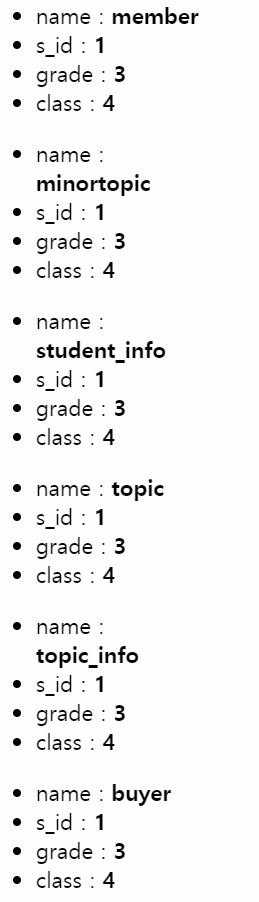 name : member
s_id : 1
grade : 3
class : 4
name :
minortopic
s_id : 1
grade : 3
class : 4
name :
student_info
s_id : 1
grade : 3
class : 4
name : topic
s_id : 1
grade : 3
class : 4
name :
topic_info
s_id : 1
grade : 3
class : 4
name : buyer
s_id : 1
grade : 3
class : 4